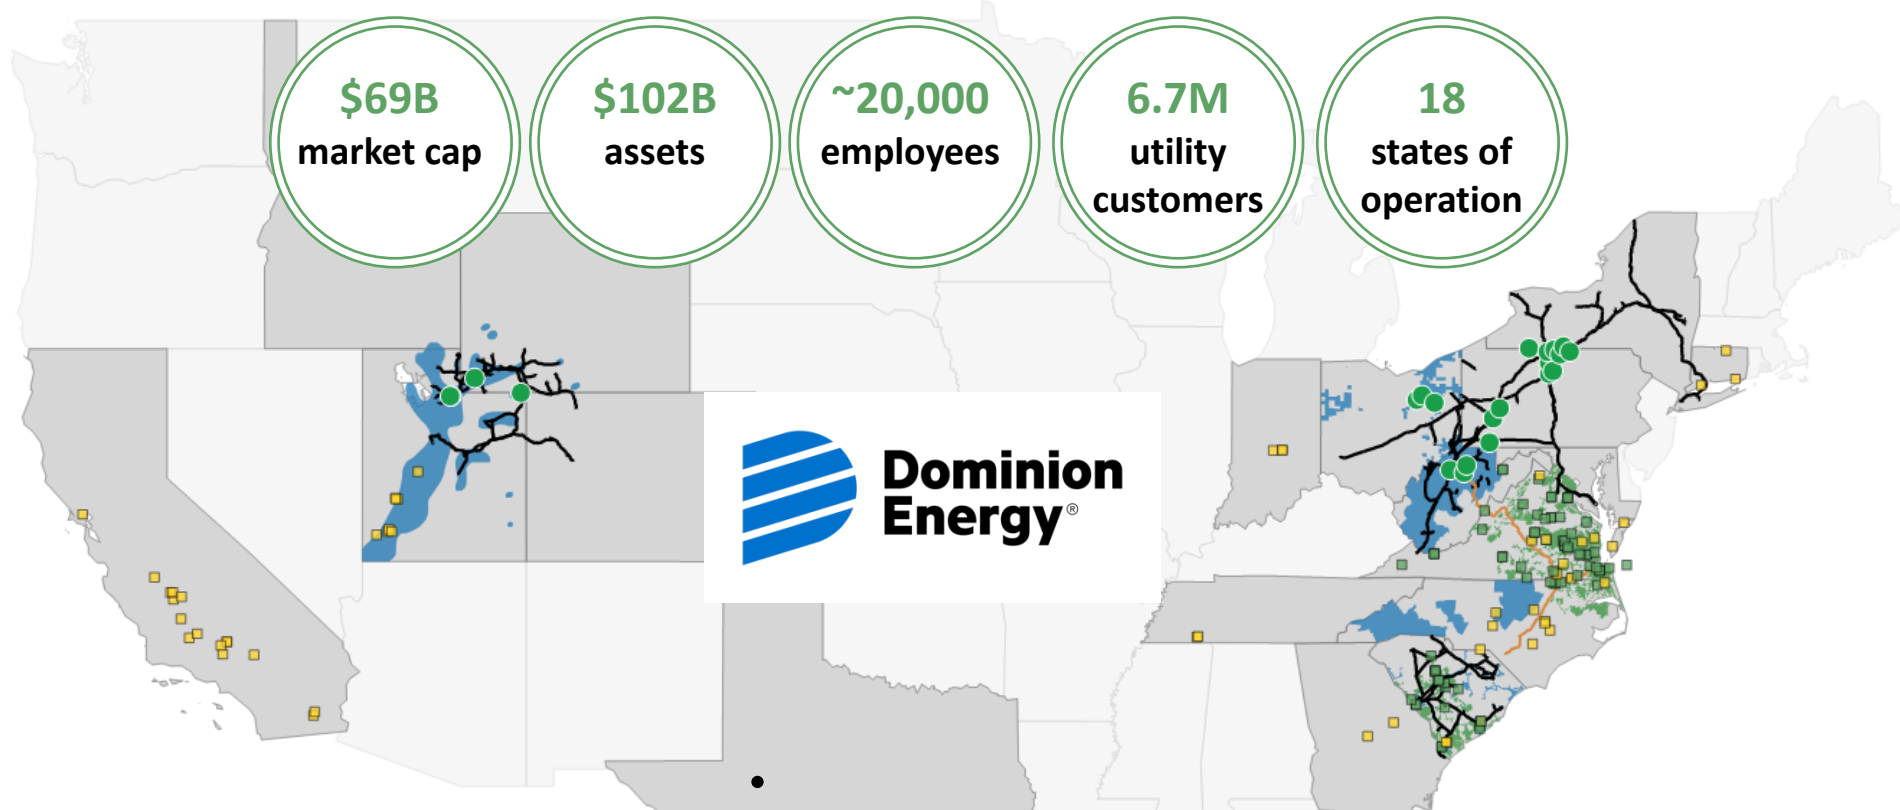 $69B
market cap
$102B
assets
~20,000
employees
6.7M
utility
customers
18
states of
operation
Dominion
Energy®